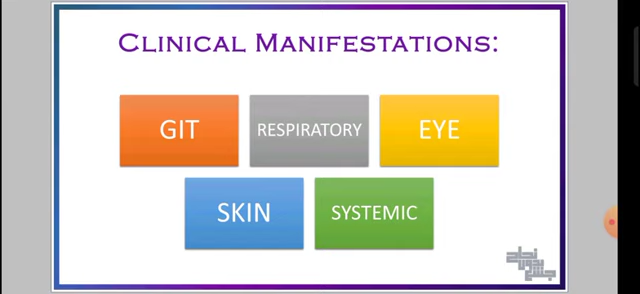 CLINICAL MANIFESTATIONS:
GIT
RESPIRATORY
EYE
SKIN
SYSTEMIC